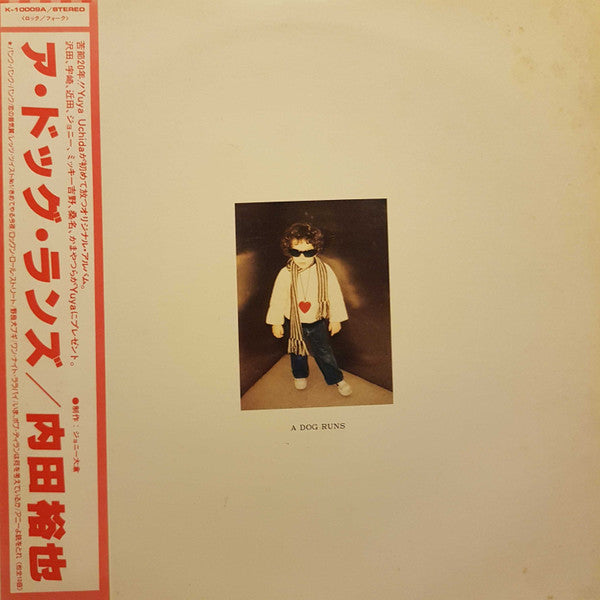 K-10009A/STEREO
〈ロック/フォーク〉
ア・ドッグ・ランズ/内田裕也
苦節20年!!Yuya Uchidaが初めて放つオリジナル・アルバム。
沢田、宇崎、近田、ジョニー、ミッキー吉野、桑名、かまやつらがYuyaにプレゼント。
●制作:ジョニー大倉
A DOG RUNS